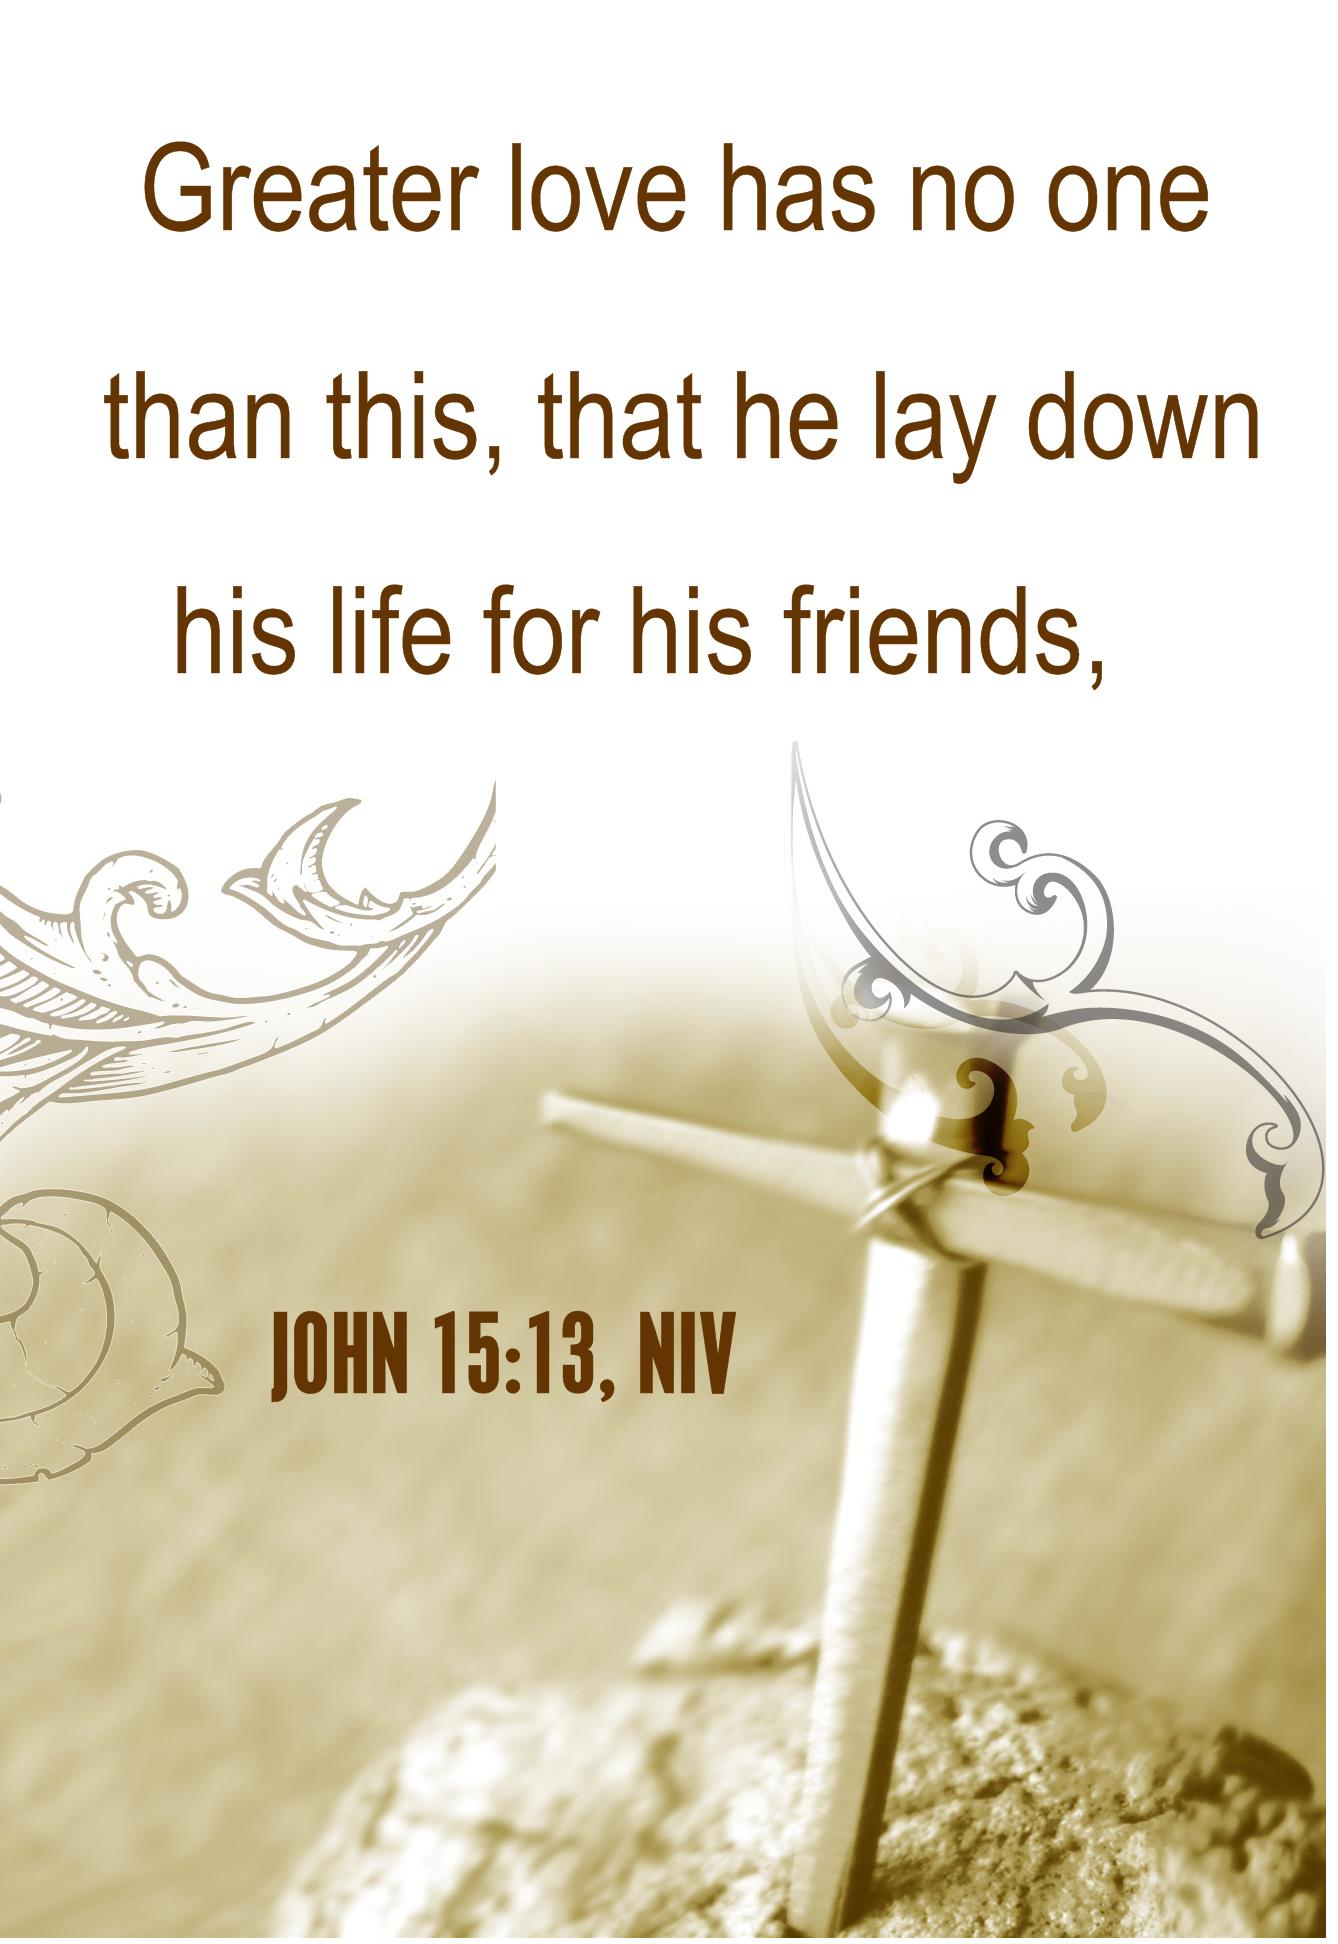 Greater love has no one
than this, that he lay down
his life for his friends,
JOHN 15:13, NIV